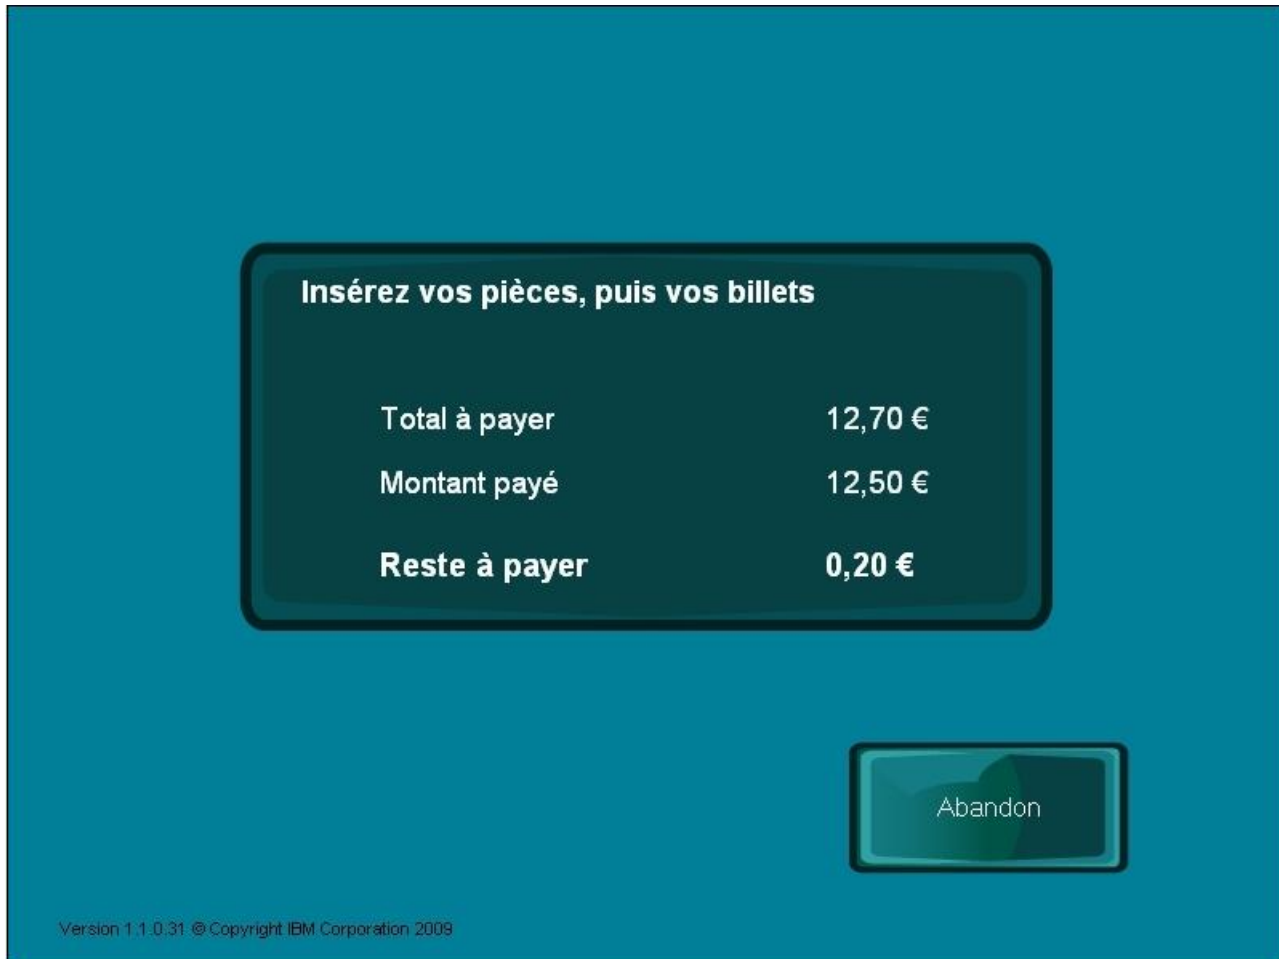 Insérez vos pièces, puis vos billets
Total à payer 12,70 €
Montant payé 12,50 €
Reste à payer 0,20 €
Abandon
Version 1.1.0.31 © Copyright IBM Corporation 2009